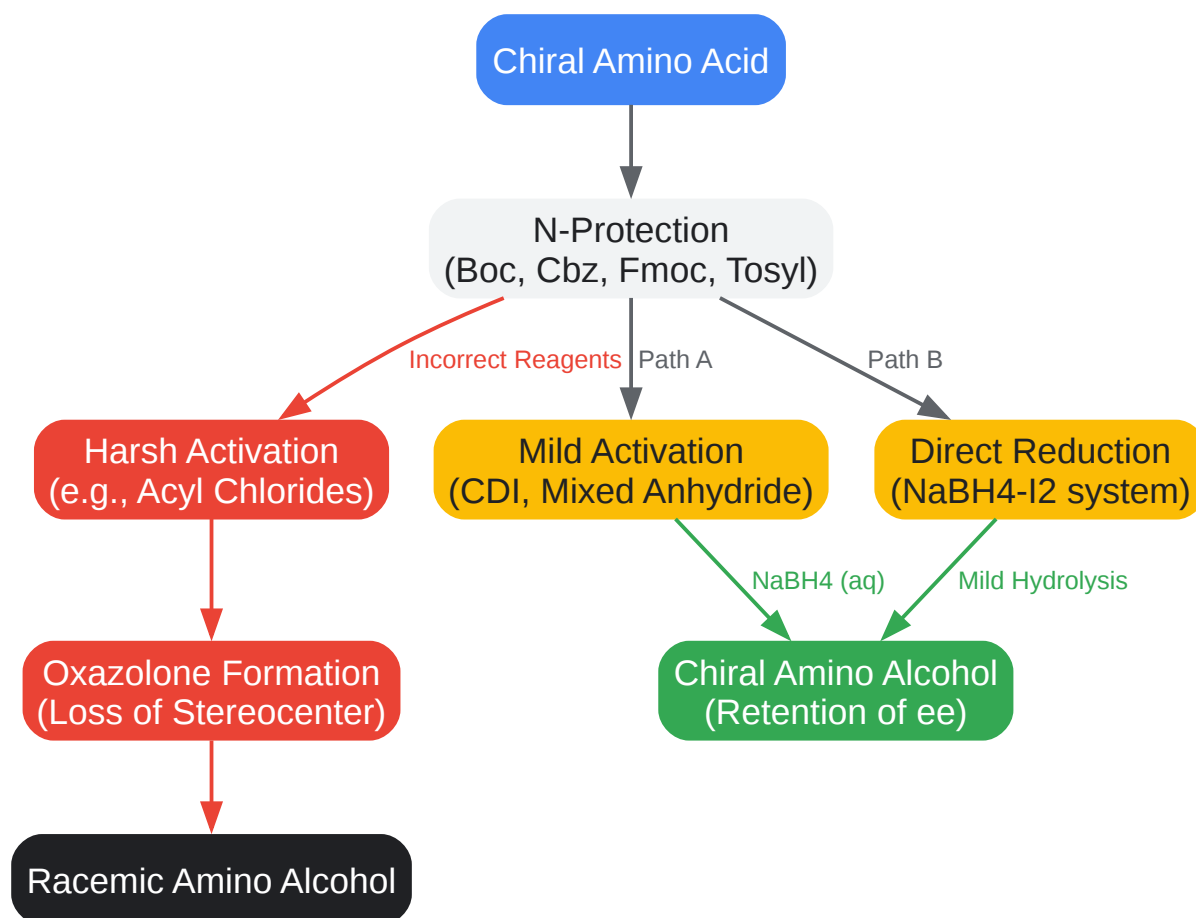 Chiral Amino Acid
N-Protection
(Boc, Cbz, Fmoc, Tosyl)
Incorrect Reagents
Path A
Path B
Harsh Activation
(e.g., Acyl Chlorides)
Mild Activation
(CDI, Mixed Anhydride)
Direct Reduction
(NaBH4-I2 system)
NaBH4 (aq)
Mild Hydrolysis
Oxazolone Formation
(Loss of Stereocenter)
Chiral Amino Alcohol
(Retention of ee)
Racemic Amino Alcohol